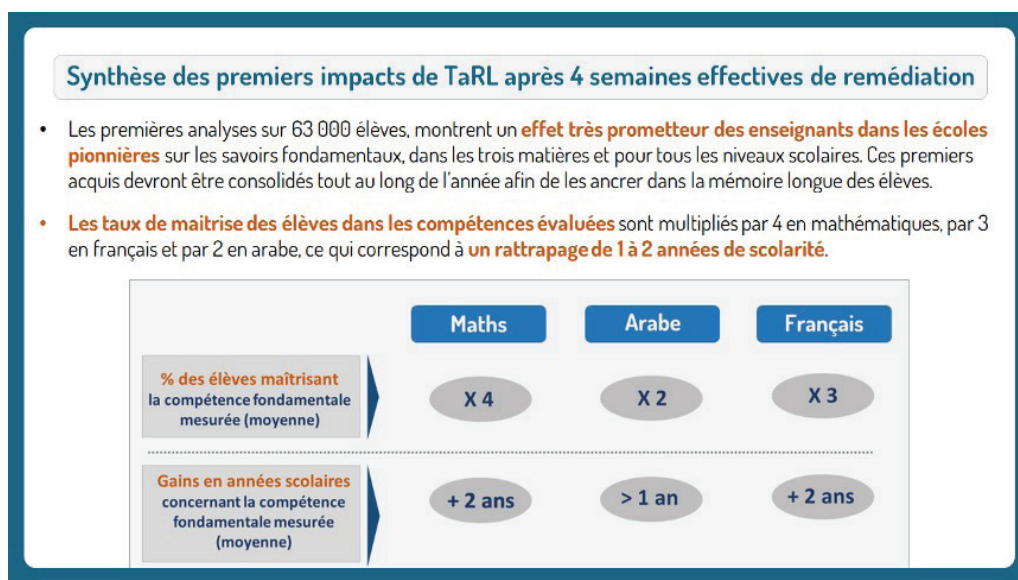 Synthèse des premiers impacts de TaRL après 4 semaines effectives de remédiation
• Les premières analyses sur 63 000 élèves, montrent un effet très prometteur des enseignants dans les écoles
pionnières sur les savoirs fondamentaux, dans les trois matières et pour tous les niveaux scolaires. Ces premiers
acquis devront être consolidés tout au long de l'année afin de les ancrer dans la mémoire longue des élèves.
• Les taux de maitrise des élèves dans les compétences évaluées sont multipliés par 4 en mathématiques, par 3
en français et par 2 en arabe, ce qui correspond à un rattrapage de 1 à 2 années de scolarité.
Maths Arabe Français
% des élèves maîtrisant
la compétence fondamentale
mesurée (moyenne)
X 4 X 2 X 3
Gains en années scolaires
concernant la compétence
fondamentale mesurée
(moyenne)
+ 2 ans > 1 an + 2 ans